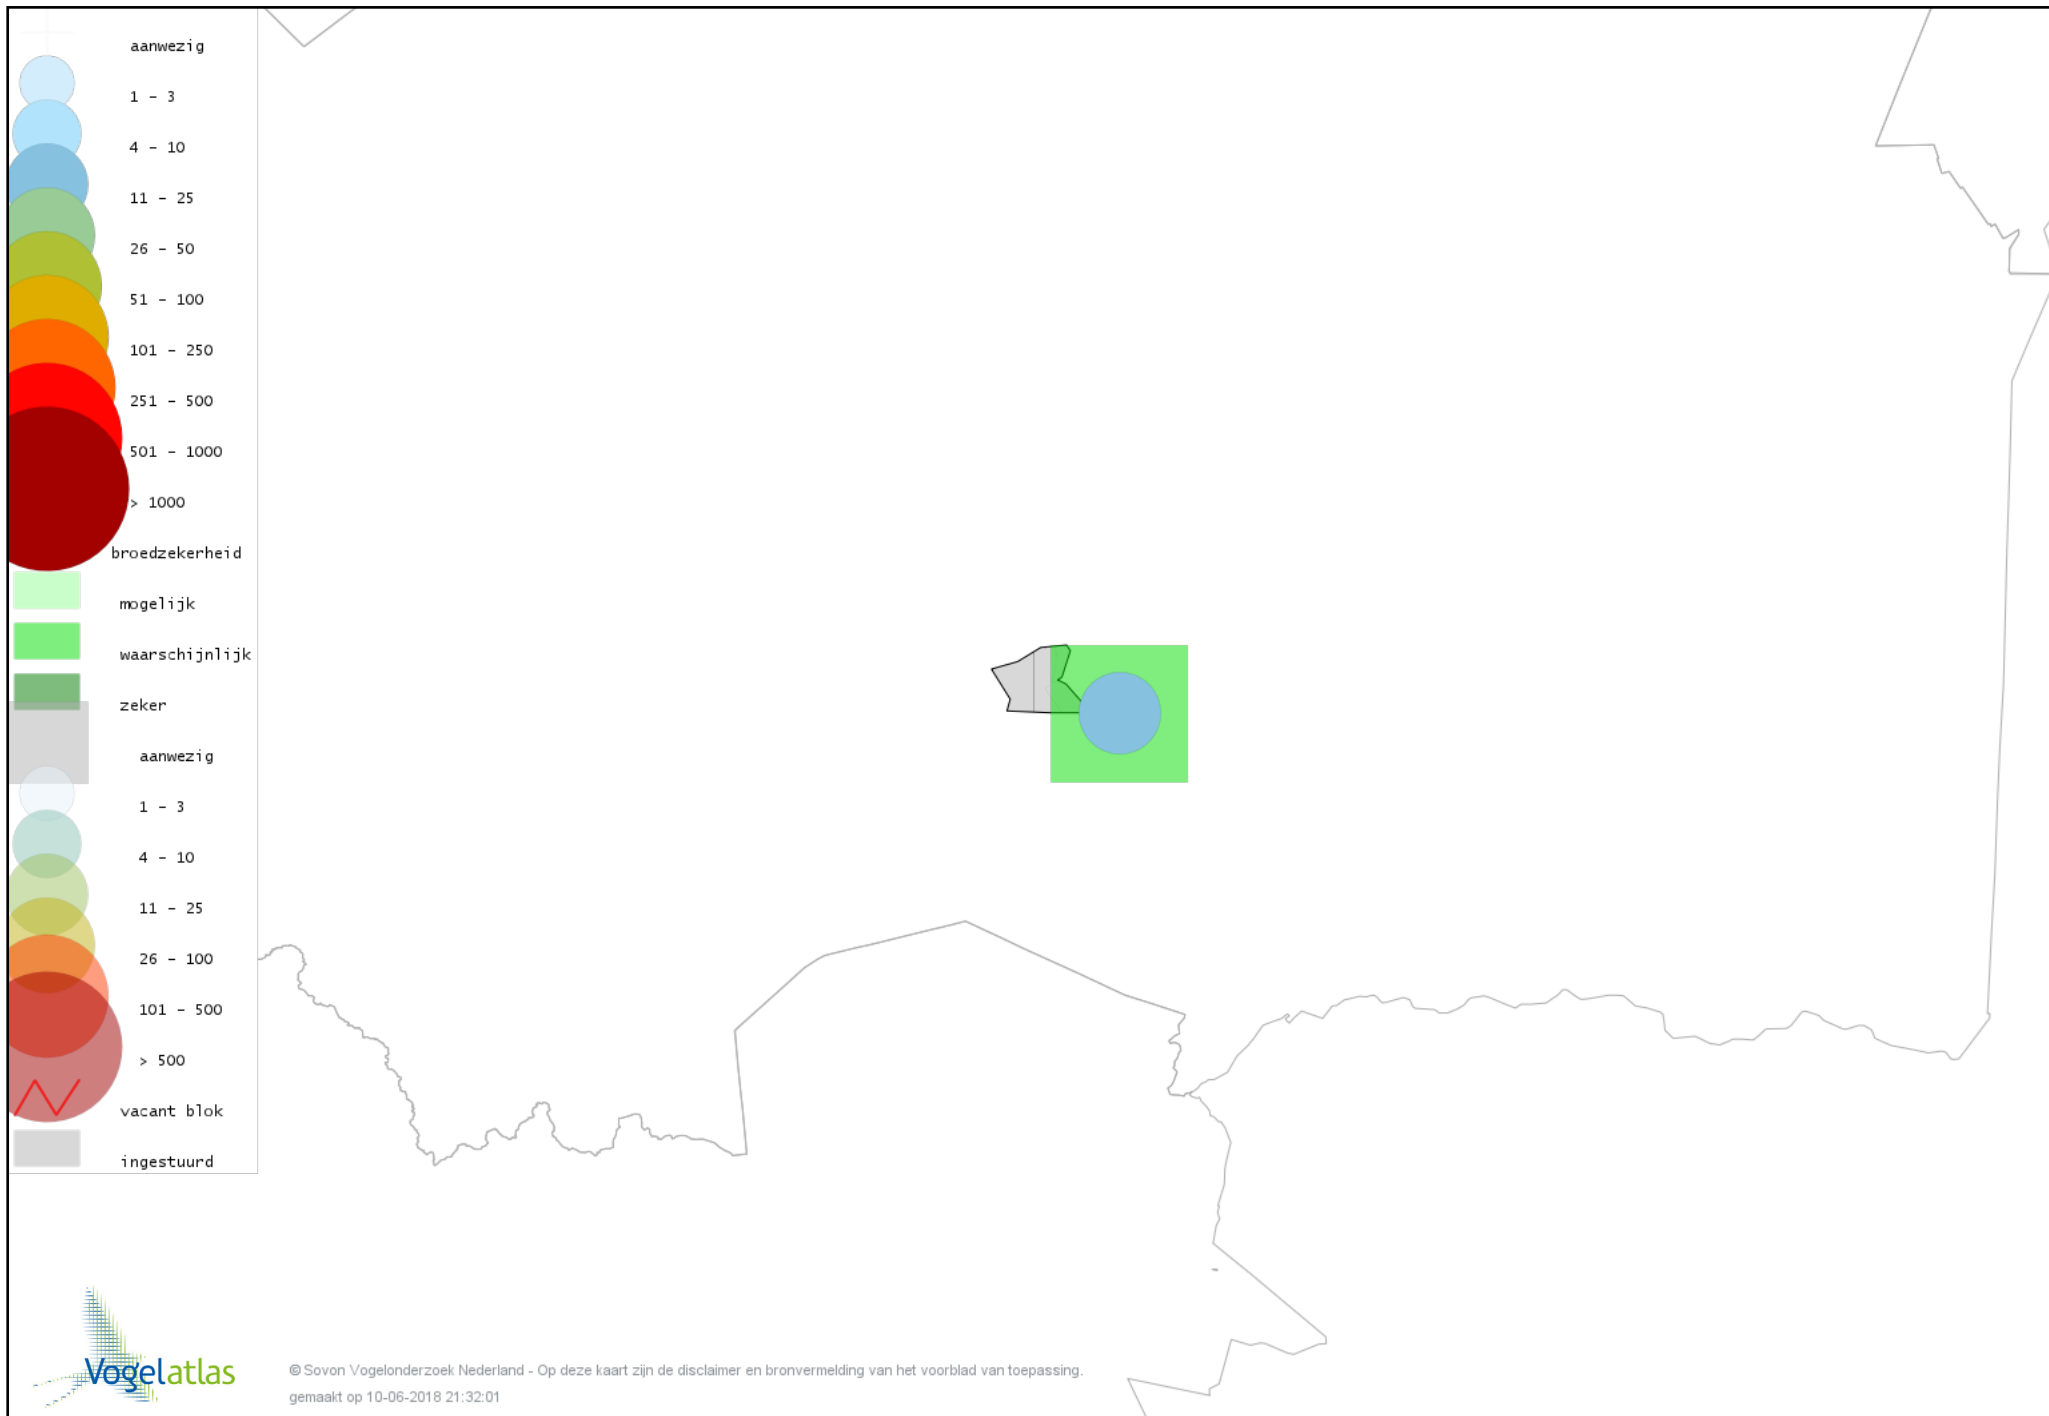 aanwezig
1 - 3
4 - 10
11 - 25
26 - 50
51 - 100
101 - 250
251 - 500
501 - 1000
> 1000
broedzekerheid
mogelijk
waarschijnlijk
zeker
aanwezig
1 - 3
4 - 10
11 - 25
26 - 100
101 - 500
> 500
vacant blok
ingestuurd
Vogelatlas
© Sovon Vogelonderzoek Nederland - Op deze kaart zijn de disclaimer en bronvermelding van het voorblad van toepassing.
gemaakt op 10-06-2018 21:32:01